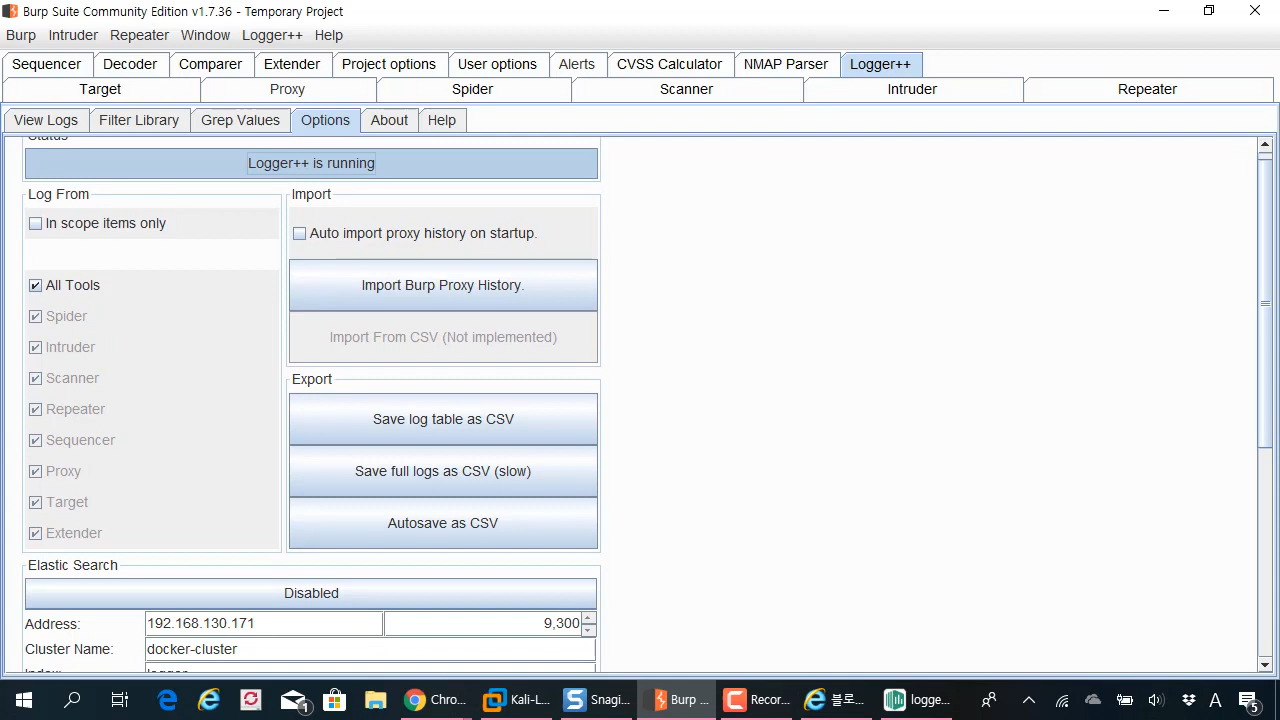 Burp Suite Community Edition v1.7.36 - Temporary Project
Burp Intruder Repeater Window Logger++ Help
Sequencer Decoder Comparer Extender Project options User options Alerts CVSS Calculator NMAP Parser Logger++
Target Proxy Spider Scanner Intruder Repeater
View Logs Filter Library Grep Values Options About Help
Status
Logger++ is running
Log From
In scope items only
All Tools
Spider
Intruder
Scanner
Repeater
Sequencer
Proxy
Target
Extender
Import
Auto import proxy history on startup.
Import Burp Proxy History.
Import From CSV (Not implemented)
Export
Save log table as CSV
Save full logs as CSV (slow)
Autosave as CSV
Elastic Search
Disabled
Address: 192.168.130.171 9,300
Cluster Name: docker-cluster
Index: logger
1 Chro... Kali-L... Snagi... Burp ... Recor... 블로... logge... A 5